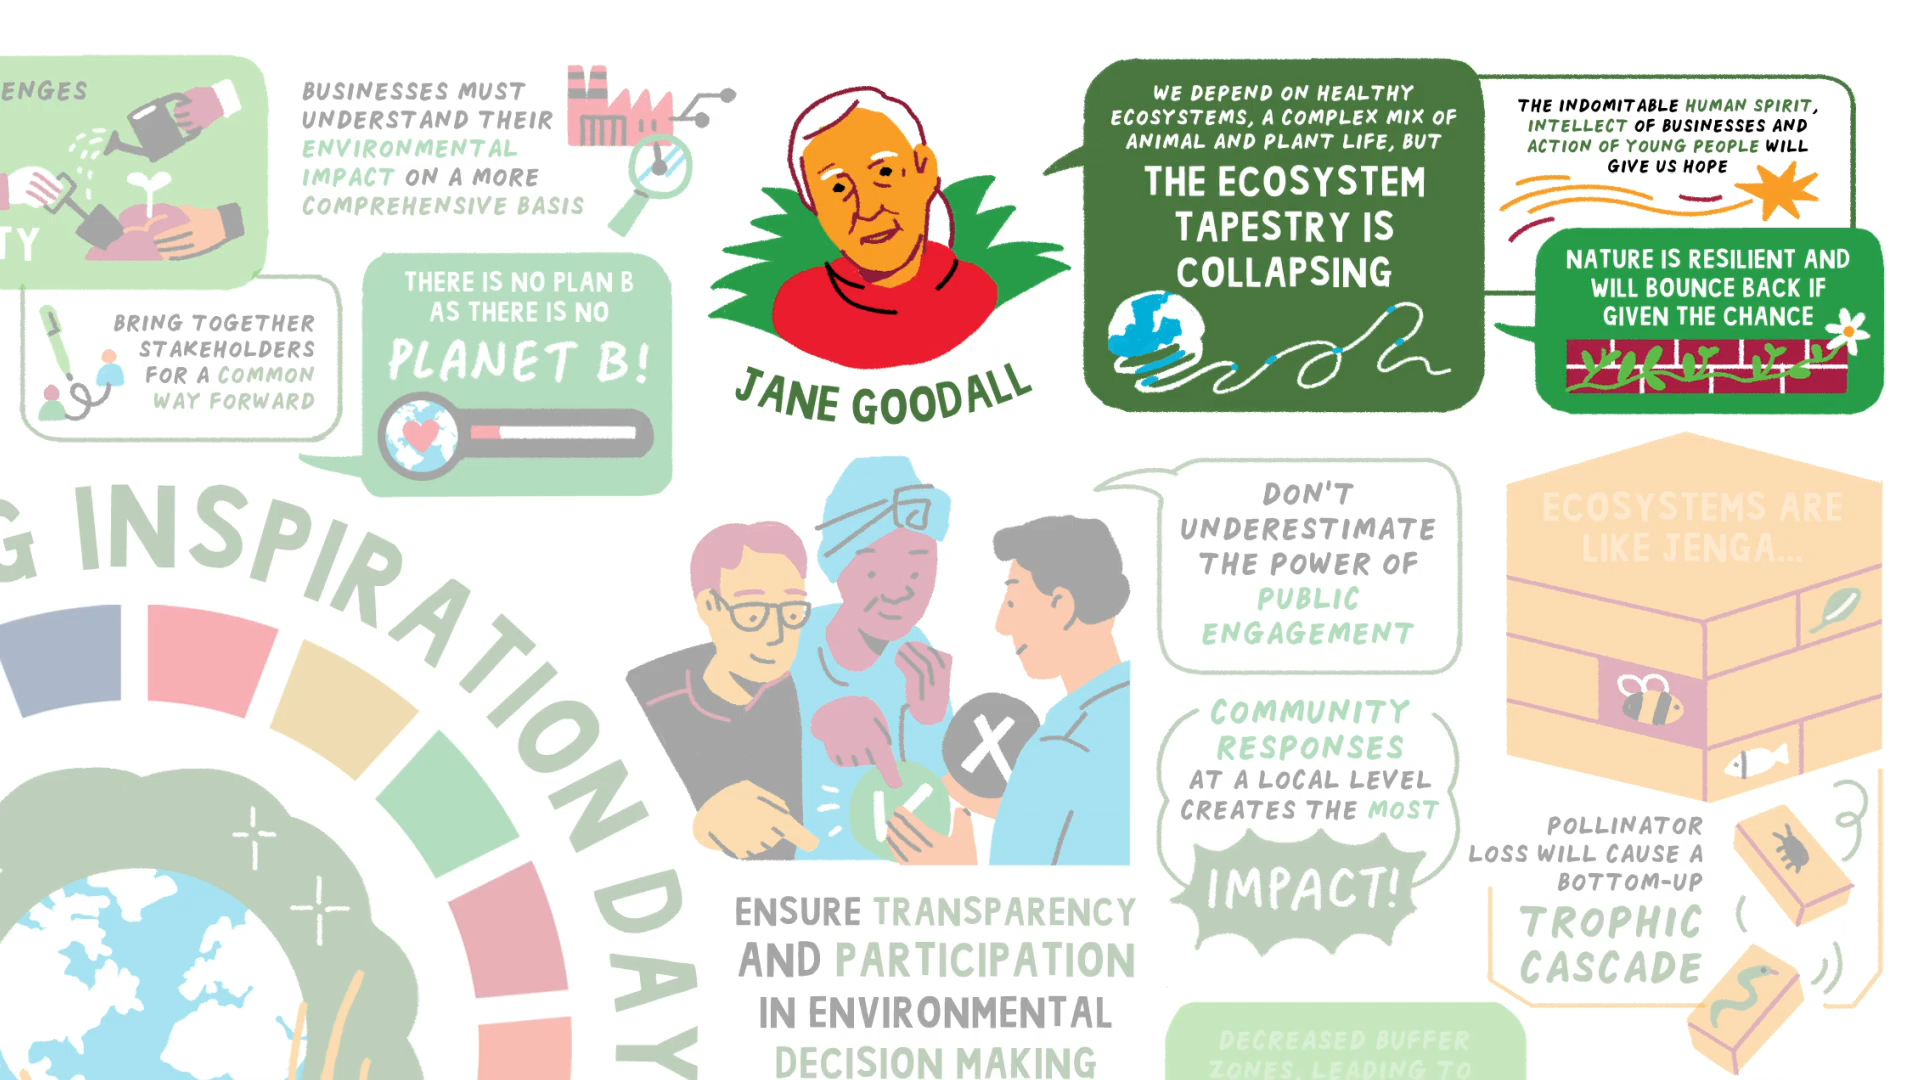 ENGES
TY
BUSINESSES MUST
UNDERSTAND THEIR
ENVIRONMENTAL
IMPACT ON A MORE
COMPREHENSIVE BASIS
BRING TOGETHER
STAKEHOLDERS
FOR A COMMON
WAY FORWARD
THERE IS NO PLAN B
AS THERE IS NO
PLANET B!
JANE GOODALL
WE DEPEND ON HEALTHY
ECOSYSTEMS, A COMPLEX MIX OF
ANIMAL AND PLANT LIFE, BUT
THE ECOSYSTEM
TAPESTRY IS
COLLAPSING
THE INDOMITABLE HUMAN SPIRIT,
INTELLECT OF BUSINESSES AND
ACTION OF YOUNG PEOPLE WILL
GIVE US HOPE
NATURE IS RESILIENT AND
WILL BOUNCE BACK IF
GIVEN THE CHANCE
G INSPIRATION DAY
ENSURE TRANSPARENCY
AND PARTICIPATION
IN ENVIRONMENTAL
DECISION MAKING
DON'T
UNDERESTIMATE
THE POWER OF
PUBLIC
ENGAGEMENT
COMMUNITY
RESPONSES
AT A LOCAL LEVEL
CREATES THE MOST
IMPACT!
ECOSYSTEMS ARE
LIKE JENGA...
POLLINATOR
LOSS WILL CAUSE A
BOTTOM-UP
TROPHIC
CASCADE
DECREASED BUFFER
ZONES, LEADING TO